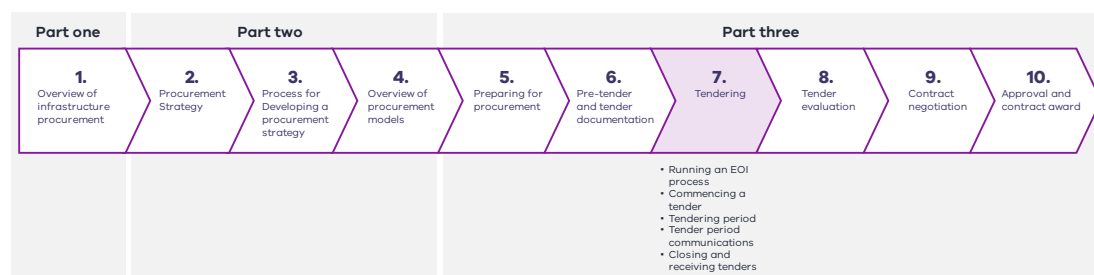 Part one
Part two
Part three
1.
Overview of
infrastructure
procurement
2.
Procurement
Strategy
3.
Process for
Developing a
procurement
strategy
4.
Overview of
procurement
models
5.
Preparing for
procurement
6.
Pre-tender
and tender
documentation
7.
Tendering
8.
Tender
evaluation
9.
Contract
negotiation
10.
Approval and
contract award
• Running an EOI
process
• Commencing a
tender
• Tendering period
• Tender period
communications
• Closing and
receiving tenders